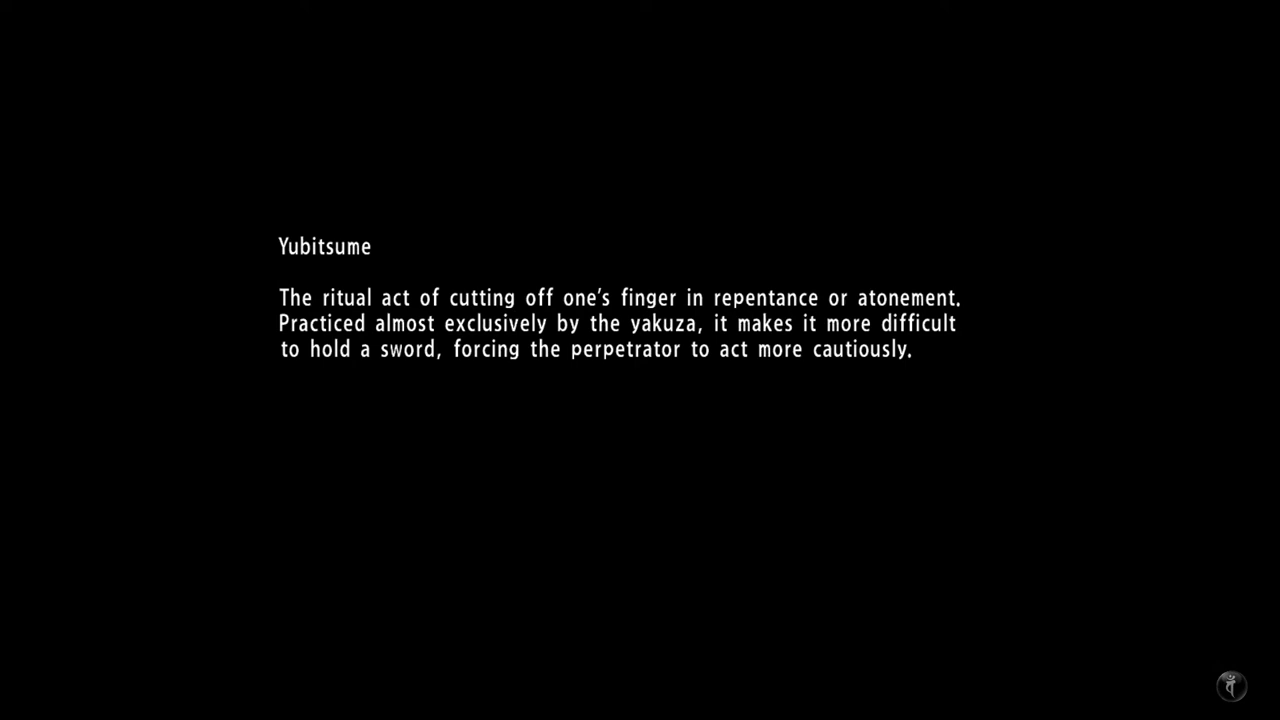 Yubitsume
The ritual act of cutting off one's finger in repentance or atonement.
Practiced almost exclusively by the yakuza, it makes it more difficult
to hold a sword, forcing the perpetrator to act more cautiously.